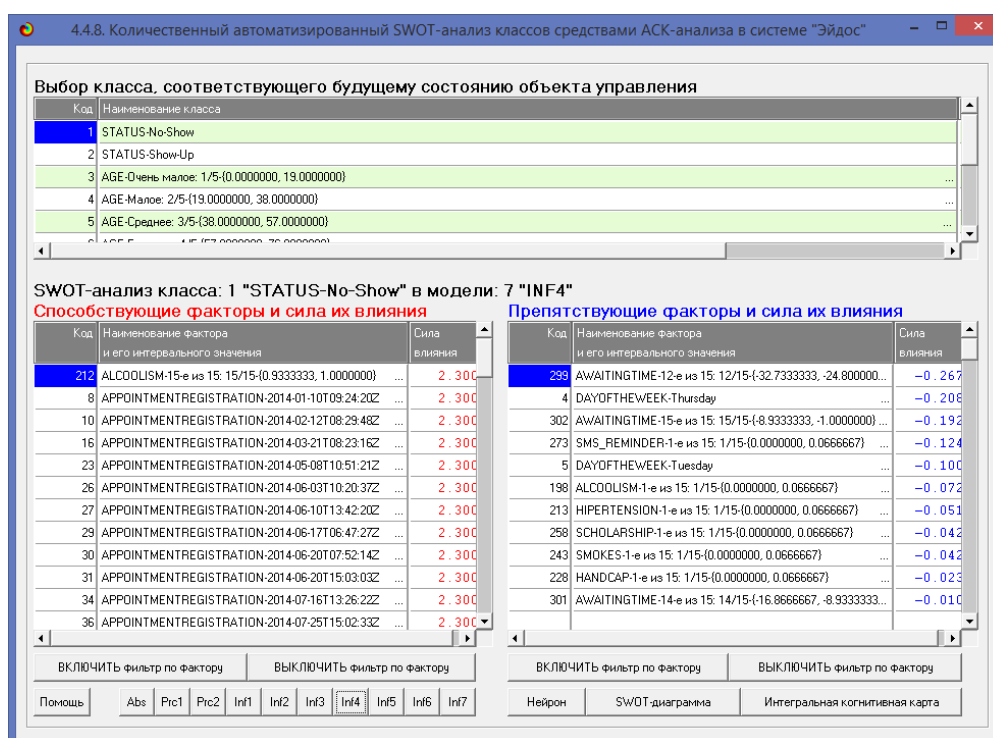 4.4.8. Количественный автоматизированный SWOT-анализ классов средствами АСК-анализа в системе "Эйдос"
Выбор класса, соответствующего будущему состоянию объекта управления
Код Наименование класса
1 STATUS-No-Show
2 STATUS-Show-Up
3 AGE-Очень малое: 1/5-{0.0000000, 19.0000000} ...
4 AGE-Малое: 2/5-{19.0000000, 38.0000000} ...
5 AGE-Среднее: 3/5-{38.0000000, 57.0000000} ...
SWOT-анализ класса: 1 "STATUS-No-Show" в модели: 7 "INF4"
Способствующие факторы и сила их влияния
Код Наименование фактора и его интервального значения Сила влияния
212 ALCOOLISM-15-е из 15: 15/15-{0.9333333, 1.0000000} ... 2.300
8 APPOINTMENTREGISTRATION-2014-01-10T09:24:20Z ... 2.300
10 APPOINTMENTREGISTRATION-2014-02-12T08:29:48Z ... 2.300
16 APPOINTMENTREGISTRATION-2014-03-21T08:23:16Z ... 2.300
23 APPOINTMENTREGISTRATION-2014-05-08T10:51:21Z ... 2.300
26 APPOINTMENTREGISTRATION-2014-06-03T10:20:37Z ... 2.300
27 APPOINTMENTREGISTRATION-2014-06-10T13:42:20Z ... 2.300
29 APPOINTMENTREGISTRATION-2014-06-17T06:47:27Z ... 2.300
30 APPOINTMENTREGISTRATION-2014-06-20T07:52:14Z ... 2.300
31 APPOINTMENTREGISTRATION-2014-06-20T15:03:03Z ... 2.300
34 APPOINTMENTREGISTRATION-2014-07-16T13:26:22Z ... 2.300
36 APPOINTMENTREGISTRATION-2014-07-25T15:02:33Z ... 2.300
ВКЛЮЧИТЬ фильтр по фактору ВЫКЛЮЧИТЬ фильтр по фактору
Препятствующие факторы и сила их влияния
Код Наименование фактора и его интервального значения Сила влияния
299 AWAITINGTIME-12-е из 15: 12/15-{-32.7333333, -24.800000... -0.267
4 DAYOFTHEWEEK-Thursday ... -0.208
302 AWAITINGTIME-15-е из 15: 15/15-{-8.9333333, -1.0000000} ... -0.192
273 SMS_REMINDER-1-е из 15: 1/15-{0.0000000, 0.0666667} ... -0.124
5 DAYOFTHEWEEK-Tuesday ... -0.100
198 ALCOOLISM-1-е из 15: 1/15-{0.0000000, 0.0666667} ... -0.072
213 HIPERTENSION-1-е из 15: 1/15-{0.0000000, 0.0666667} ... -0.051
258 SCHOLARSHIP-1-е из 15: 1/15-{0.0000000, 0.0666667} ... -0.042
243 SMOKES-1-е из 15: 1/15-{0.0000000, 0.0666667} ... -0.042
228 HANDCAP-1-е из 15: 1/15-{0.0000000, 0.0666667} ... -0.023
301 AWAITINGTIME-14-е из 15: 14/15-{-16.8666667, -8.9333333... -0.010
ВКЛЮЧИТЬ фильтр по фактору ВЫКЛЮЧИТЬ фильтр по фактору
Помощь Abs Prc1 Prc2 Inf1 Inf2 Inf3 Inf4 Inf5 Inf6 Inf7 Нейрон SWOT-диаграмма Интегральная когнитивная карта